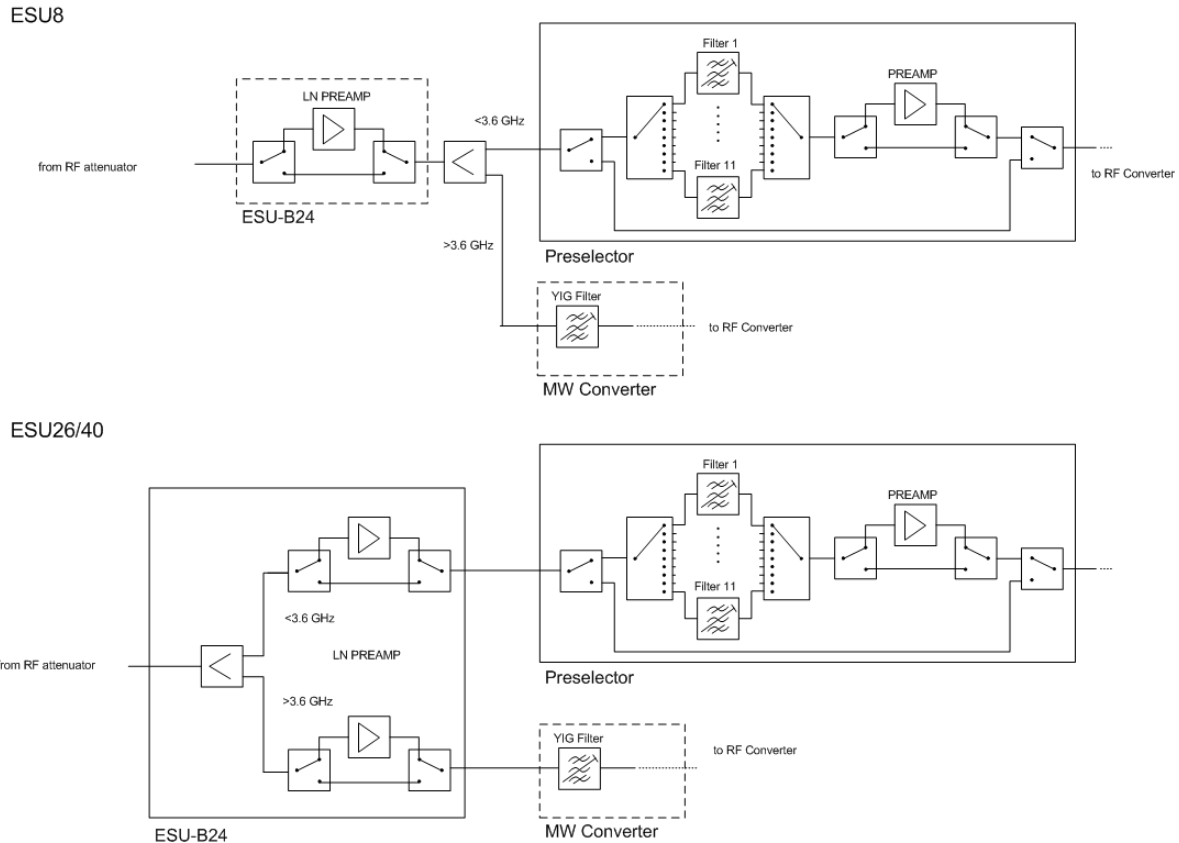 ESU8
Filter 1
PREAMP
LN PREAMP
<3.6 GHz
from RF attenuator
Filter 11
to RF Converter
ESU-B24
>3.6 GHz
Preselector
YIG Filter
to RF Converter
MW Converter
ESU26/40
Filter 1
PREAMP
Filter 11
<3.6 GHz
LN PREAMP
from RF attenuator
Preselector
>3.6 GHz
YIG Filter
to RF Converter
ESU-B24
MW Converter